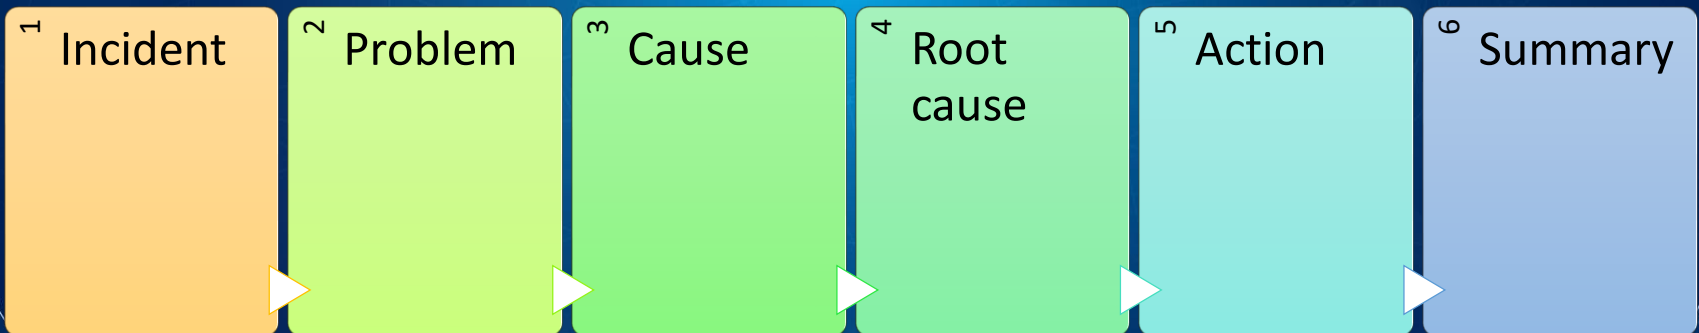 1
Incident
2
Problem
3
Cause
4
Root
cause
5
Action
6
Summary